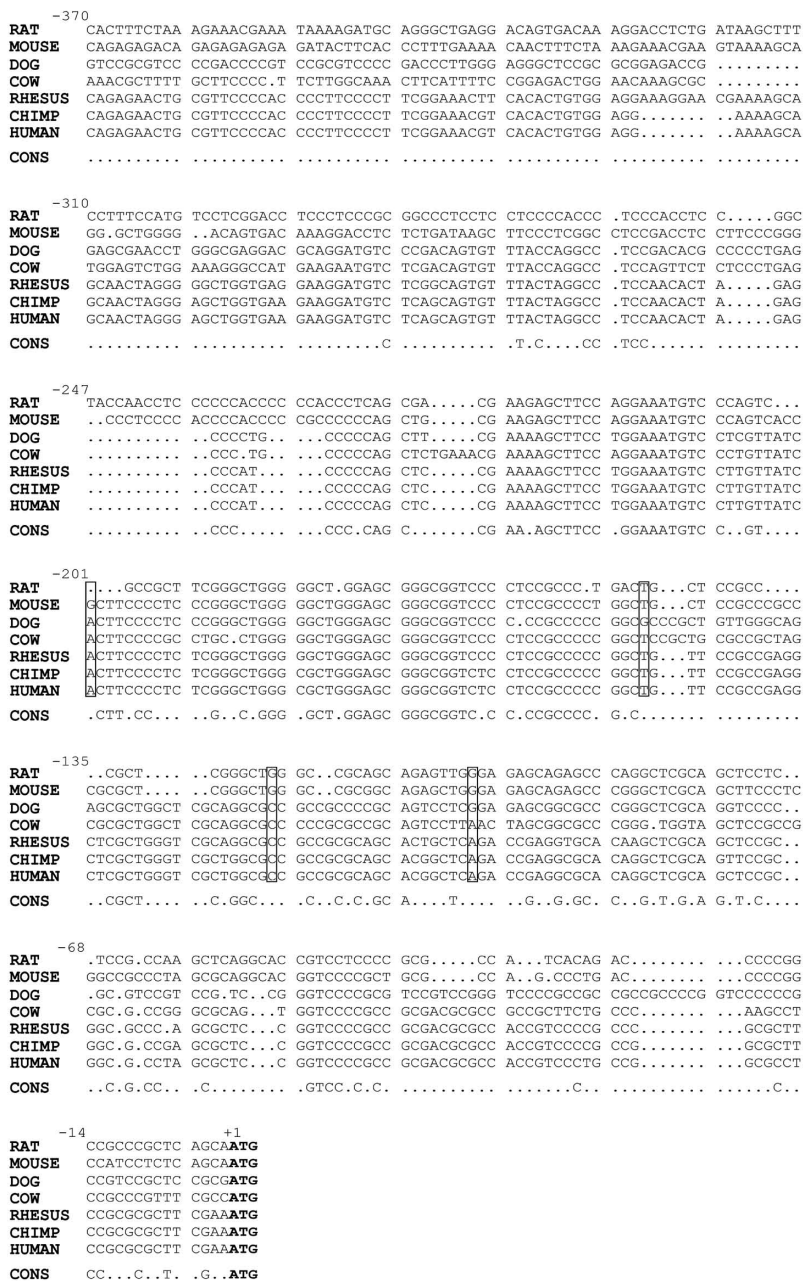 -370
RAT CACTTTCTAA AGAAACGAAA ATAAAAGATGC AGGGCTGAGG ACAGTGACAA AGGACCTCTG ATAAGCTTT
MOUSE CAGAGAGACA GAGAGAGAGA GATACTTCAC CCTTTGAAAA CAACTTTCTA AAGAAACGAA GTAAAAGCA
DOG GTCCGCGTCC CCGACCCCGT CCGCGTCCCC GACCCTTGGG AGGGCTCCGC GCGGAGACCG .........
COW AAACGCTTTT GCTTCCCC.T TCTTGGCAAA CTTCATTTTC CGGAGACTGG AACAAAGCGC .........
RHESUS CAGAGAACTG CGTTCCCCAC CCCTTCCCCT TCGGAAACTT CACACTGTGG AGGAAAGGAAC GAAAAGCA
CHIMP CAGAGAACTG CGTTCCCCAC CCCTTCCCCT TCGGAAACGT CACACTGTGG AGG........ AAAAGCA
HUMAN CAGAGAACTG CGTTCCCCAC CCCTTCCCCT TCGGAAACGT CACACTGTGG AGG........ AAAAGCA
CONS .......... .......... .......... .......... .......... .......... .........
-310
RAT CCTTTCCATG TCCTCGGACC TCCCTCCCGC GGCCCTCCTC CTCCCCACCC .TCCCACCTC C.....GGC
MOUSE GG.GCTGGGG ..ACAGTGAC AAAGGACCTC TCTGATAAGC TTCCCTCGGC CTCCGACCTC CTTCCCGGG
DOG GAGCGAACCT GGGCGAGGAC GCAGGATGTC CCGACAGTGT TTACCAGGCC .TCCGACACG CCCCCTGAG
COW TGGAGTCTGG AAAGGGCCAT GAAGAATGTC TCGACAGTGT TTACCAGGCC .TCCAGTTCT CTCCCTGAG
RHESUS GCAACTAGGG GGCTGGTGAG GAAGGATGTC TCGGCAGTGT TTACTAGGCC .TCCAACACT A.....GAG
CHIMP GCAACTAGGG AGCTGGTGAA GAAGGATGTC TCAGCAGTGT TTACTAGGCC .TCCAACACT A.....GAG
HUMAN GCAACTAGGG AGCTGGTGAA GAAGGATGTC TCAGCAGTGT TTACTAGGCC .TCCAACACT A.....GAG
CONS .......... .......... .........C .......... .T.C....CC .TCC...... .........
-247
RAT TACCAACCTC CCCCCACCCC CCACCCTCAG CGA.....CG AAGAGCTTCC AGGAAATGTC CCAGTC...
MOUSE ..CCCTCCCC ACCCCACCCC CGCCCCCCAG CTG.....CG AAGAGCTTCC AGGAAATGTC CCAGTCACC
DOG .......... ...CCCCTG. ...CCCCCAG CTT.....CG AAAAGCTTCC TGGAAATGTC CTCGTTATC
COW .......... ...CCC.TG. ...CCCCCAG CTCTGAAACG AAAAGCTTCC AGGAAATGTC CCTGTTATC
RHESUS .......... ...CCCAT.. ...CCCCCAG CTC.....CG AAAAGCTTCC TGGAAATGTC CTTGTTATC
CHIMP .......... ...CCCAT.. ...CCCCCAG CTC.....CG AAAAGCTTCC TGGAAATGTC CTTGTTATC
HUMAN .......... ...CCCAT.. ...CCCCCAG CTC.....CG AAAAGCTTCC TGGAAATGTC CTTGTTATC
CONS .......... ...CCC.... ...CCC.CAGC .......CG AA.AGCTTCC .GGAAATGTC C..GT....
-201
RAT ....GCCGCT TCGGGCTGGG GGCT.GGAGC GGGCGGTCCC CTCCGCCC.T GACTG...CT CCGCC....
MOUSE GCTTCCCCTC CCGGGCTGGG GGCTGGGAGC GGGCGGTCCC CTCCGCCCCT GGCTG...CT CCGCCCGCC
DOG ACTTCCCCTC TCGGGCTGGG GGCTGGGAGC GGGCGGTCCC C.CCGCCCCC GGCGCCCGCT GTTGGGCAG
COW ACTTCCCCGC CTGC.CTGGG GGCTGGGAGC GGGCGGTCCC CTCCGCCCCC GGCTCCGCTG CGCCGCTAG
RHESUS ACTTCCCCTC TCGGGCTGGG GGCTGGGAGC GGGCGGTCCC CTCCGCCCCC GGCTG...TT CCGCCGAGG
CHIMP ACTTCCCCTC TCGGGCTGGG GCGCTGGGAGC GGGCGGTCTC CTCCGCCCCC GGCTG...TT CCGCCGAGG
HUMAN ACTTCCCCTC TCGGGCTGGG GCGCTGGGAGC GGGCGGTCTC CTCCGCCCCC GGCTG...TT CCGCCGAGG
CONS .CTT.CC... ..G..C.GGG .GCT.GGAGC GGGCGGTC.C C.CCGCCCC. G.C....... .........
-135
RAT ..CGCT.... .CGGGCTGGG GC..CGCAGC AGAGTTGGGA GAGCAGAGCC CAGGCTCGCA GCTCCTC..
MOUSE CGCGCT.... .CGGGCTGGG GC..CGCGGC AGAGCTGGGA GAGCAGAGCC CAGGCTCGCA GCTTCCCTC
DOG AGCGCTGGCT CGCAGGCGCC GCCGCCCCGC AGTCCTCGGA GAGCGGCGCC CGGGCTCGCA GGTCCC...
COW CGCGCTGGCT CGCAGGCGCC CCCGCCGCGC AGTCCTTAAC TAGCGGCGCC CGGG.TGGTA GCTCCGCCG
RHESUS CTCGCTGGGT CGCTGGCGCC GCCGCCGCGC AGCACTGCTCAGA CCGAGGTGCA CAAGCTCGCA GCTCCGC..
CHIMP CTCGCTGGGT CGCTGGCGCC GCCGCGCAGC ACGGCTCAGA CCGAGGCGCA CAGGCTCGCA GTTCCGC..
HUMAN CTCGCTGGGT CGCTGGCGCC GCCGCGCAGC ACGGCTCAGA CCGAGGCGCA CAGGCTCGCA GCTCCGC..
CONS ..CGCT.... .C.GGC.... .C..C.C.GC A....T.... ..G..G.GC. C..G.T.G.A G.T.C....
-68
RAT .TCCG.CCAA GCTCAGGCAC CGTCCTCCCC GCG.....CC A...TCACAG AC........ ...CCCCGG
MOUSE GGCCGCCCTA GCGCAGGCAC GGTCCCCGCT GCG.....CC A..G.CCCTG AC........ ...CCCCGG
DOG .GC.GTCCGT CCG.TC..CG GGTCCCCGCG TCCGTCCGGG TCCCCGCCGC CGCCGCCCCG GTCCCCCCG
COW CGC.G.CCGG GCGCAG...T GGTCCCCGCC GCGACGCGCC GCCGCTTCTG CCC....... ...AAGCCT
RHESUS GGC.GCCC.A GCGCTC...C GGTCCCCGCC GCGACGCGCC ACCGTCCCCG CCC....... ...GCGCTT
CHIMP GGC.G.CCGA GCGCTC...C GGTCCCCGCC GCGACGCGCC ACCGTCCCCG CCG....... ...GCGCTT
HUMAN GGC.G.CCTA GCGCTC...C GGTCCCCGCC GCGACGCGCC ACCGTCCCTG CCG....... ...GCGCCT
CONS ..C.G.CC.. .C........ .GTCC.C.C. .......... .......... .C........ .......C..
-14 +1
RAT CCGCCCGCTC AGCAATG
MOUSE CCATCCTCTC AGCAATG
DOG CCGTCCGCTC CGCGATG
COW CCGCCCGTTT CGCCATG
RHESUS CCGCGCGCTT CGAAATG
CHIMP CCGCGCGCTT CGAAATG
HUMAN CCGCGCGCTT CGAAATG
CONS CC...C..T. .G..ATG